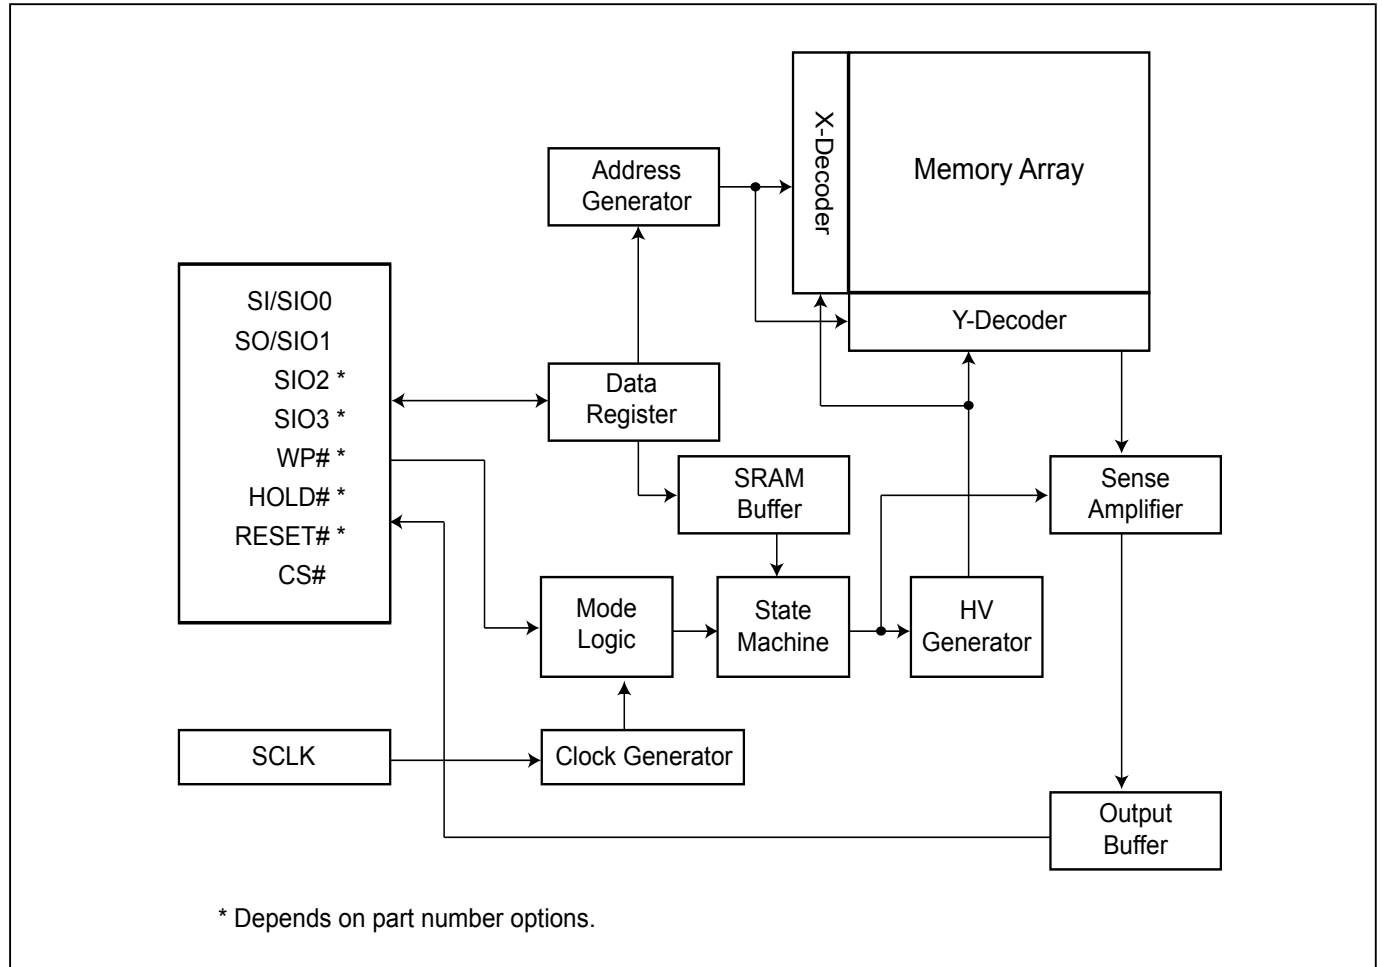 X-Decoder
Memory Array
Address
Generator
SI/SIO0
SO/SIO1
SIO2 *
SIO3 *
WP# *
HOLD# *
RESET# *
CS#
Y-Decoder
Data
Register
SRAM
Buffer
Sense
Amplifier
Mode
Logic
State
Machine
HV
Generator
SCLK
Clock Generator
Output
Buffer
* Depends on part number options.